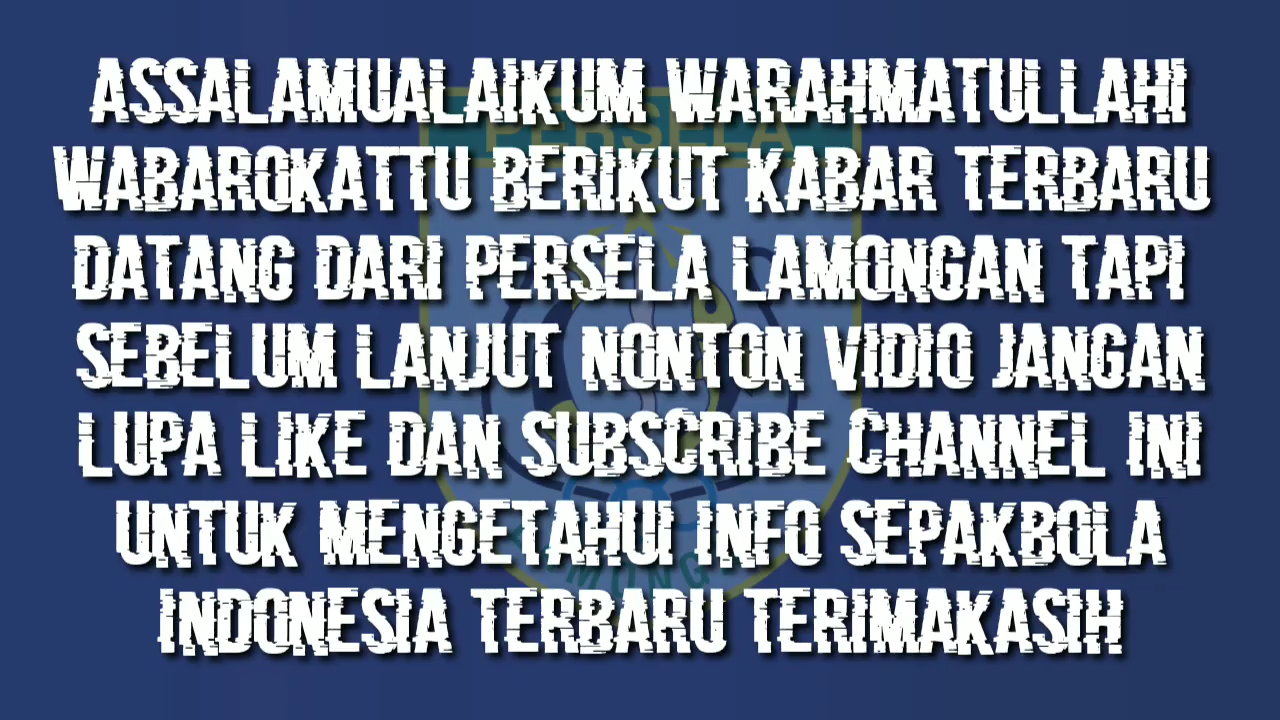 ASSALAMUALAIKUM WARAHMATULLAHI
WABAROKATTU BERIKUT KABAR TERBARU
DATANG DARI PERSELA LAMONGAN TAPI
SEBELUM LANJUT NONTON VIDIO JANGAN
LUPA LIKE DAN SUBSCRIBE CHANNEL INI
UNTUK MENGETAHUI INFO SEPAKBOLA
INDONESIA TERBARU TERIMAKASIH
PERSELA